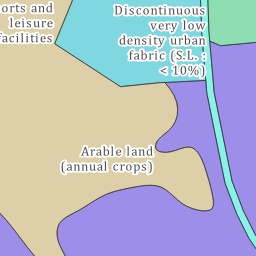 orts and
leisure
facilities
Discontinuous
very low
density urban
fabric (S.L. :
< 10%)
Arable land
(annual crops)